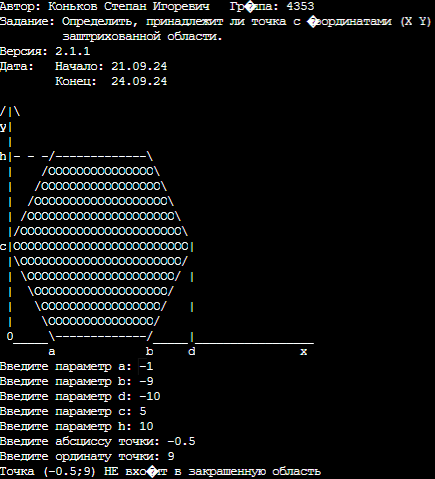 Автор: Коньков Степан Игоревич   Гр�ппа: 4353
Задание: Определить, принадлежит ли точка с �оординатами (X Y)
         заштрихованной области.
Версия: 2.1.1
Дата:   Начало: 21.09.24
        Конец:  24.09.24

/|\
y|
 |
h|- - -/-------------\
 |    /OOOOOOOOOOOOOOO\
 |   /OOOOOOOOOOOOOOOOO\
 |  /OOOOOOOOOOOOOOOOOOO\
 | /OOOOOOOOOOOOOOOOOOOOO\
 |/OOOOOOOOOOOOOOOOOOOOOOO\
c|OOOOOOOOOOOOOOOOOOOOOOOOO|
 |\OOOOOOOOOOOOOOOOOOOOOOO/
 | \OOOOOOOOOOOOOOOOOOOOO/ |
 |  \OOOOOOOOOOOOOOOOOOO/
 |   \OOOOOOOOOOOOOOOOO/   |
 |    \OOOOOOOOOOOOOOO/
0_____\-------------/_____|_________________
       a             b     d               x
Введите параметр a: -1
Введите параметр b: -9
Введите параметр d: -10
Введите параметр c: 5
Введите параметр h: 10
Введите абсциссу точки: -0.5
Введите ординату точки: 9
Точка (-0.5;9) НЕ вхо�ит в закрашенную область